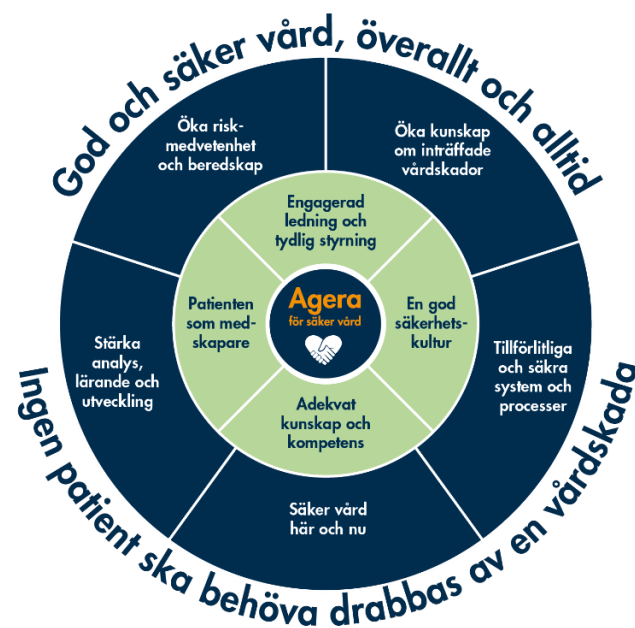 God och säker vård, överallt och alltid
Öka risk-
medvetenhet
och beredskap
Öka kunskap
om inträffade
vårdskador
Engagerad
ledning och
tydlig styrning
Patienten
som med-
skapare
Agera
för säker vård
En god
säkerhets-
kultur
Stärka
analys,
lärande och
utveckling
Tillförlitliga
och säkra
system och
processer
Adekvat
kunskap och
kompetens
Säker vård
här och nu
Ingen patient ska behöva drabbas av en vårdskada